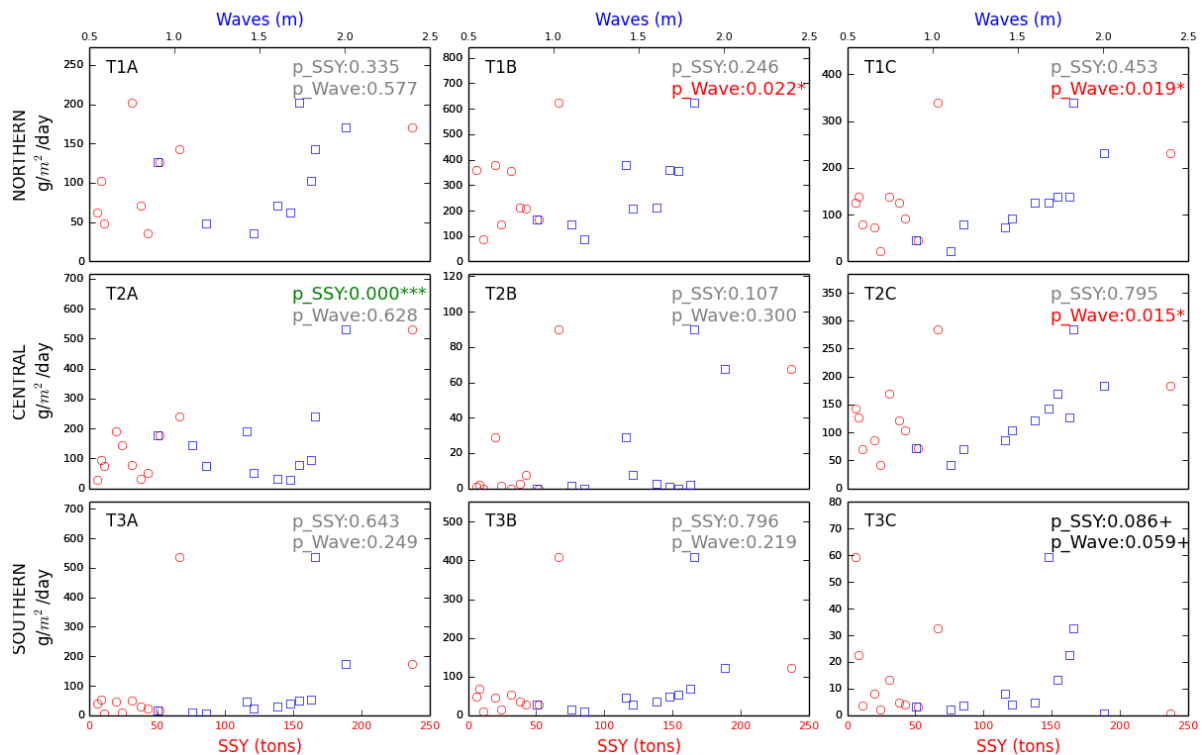 Waves (m)
Waves (m)
Waves (m)
0.5 1.0 1.5 2.0 2.5
0.5 1.0 1.5 2.0 2.5
0.5 1.0 1.5 2.0 2.5
NORTHERN
g/m² /day
250
200
150
100
50
0
T1A
p_SSY:0.335
p_Wave:0.577
800
700
600
500
400
300
200
100
0
T1B
p_SSY:0.246
p_Wave:0.022*
400
300
200
100
0
T1C
p_SSY:0.453
p_Wave:0.019*
CENTRAL
g/m² /day
700
600
500
400
300
200
100
0
T2A
p_SSY:0.000***
p_Wave:0.628
120
100
80
60
40
20
0
T2B
p_SSY:0.107
p_Wave:0.300
350
300
250
200
150
100
50
0
T2C
p_SSY:0.795
p_Wave:0.015*
SOUTHERN
g/m² /day
700
600
500
400
300
200
100
0
T3A
p_SSY:0.643
p_Wave:0.249
500
400
300
200
100
0
T3B
p_SSY:0.796
p_Wave:0.219
80
70
60
50
40
30
20
10
0
T3C
p_SSY:0.086+
p_Wave:0.059+
0 50 100 150 200 250
0 50 100 150 200 250
0 50 100 150 200 250
SSY (tons)
SSY (tons)
SSY (tons)